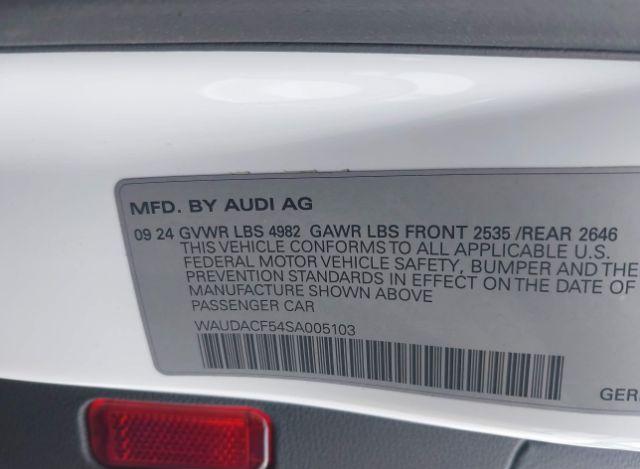 MFD. BY AUDI AG
09 24 GVWR LBS 4982 GAWR LBS FRONT 2535 /REAR 2646
THIS VEHICLE CONFORMS TO ALL APPLICABLE U.S.
FEDERAL MOTOR VEHICLE SAFETY, BUMPER AND THE
PREVENTION STANDARDS IN EFFECT ON THE DATE OF
MANUFACTURE SHOWN ABOVE
PASSENGER CAR
WAUDACF54SA005103